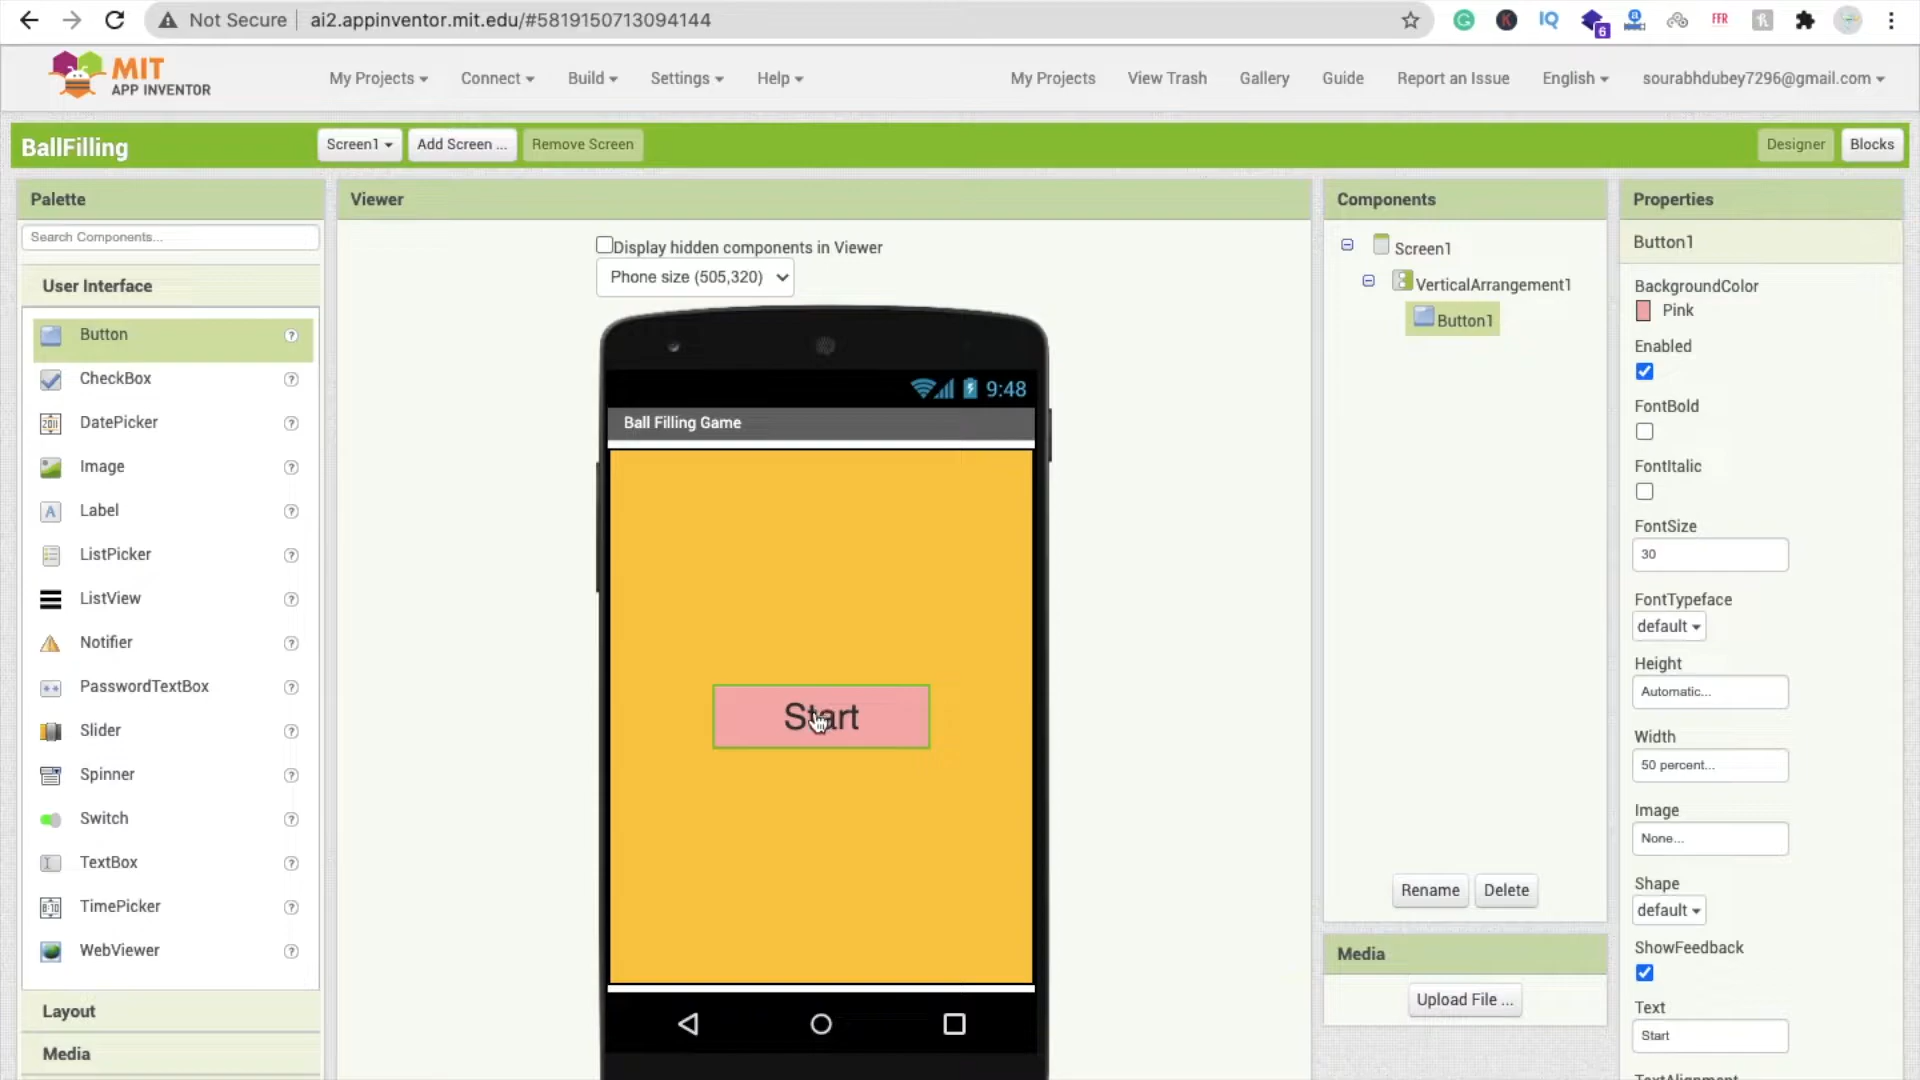 Not Secure
ai2.appinventor.mit.edu/#5819150713094144
IQ
6
a
FFR
h
K
MIT
APP INVENTOR
My Projects
Connect
Build
Settings
Help
My Projects
View Trash
Gallery
Guide
Report an Issue
English
sourabhdubey7296@gmail.com
BallFilling
Screen1
Add Screen ...
Remove Screen
Designer
Blocks
Palette
Search Components...
User Interface
Button
CheckBox
DatePicker
Image
Label
ListPicker
ListView
Notifier
PasswordTextBox
Slider
Spinner
Switch
TextBox
TimePicker
WebViewer
Layout
Media
Viewer
Display hidden components in Viewer
Phone size (505,320)
9:48
Ball Filling Game
Start
Components
Screen1
VerticalArrangement1
Button1
Rename
Delete
Media
Upload File ...
Properties
Button1
BackgroundColor
Pink
Enabled
FontBold
FontItalic
FontSize
30
FontTypeface
default
Height
Automatic...
Width
50 percent...
Image
None...
Shape
default
ShowFeedback
Text
Start
TextAlignment